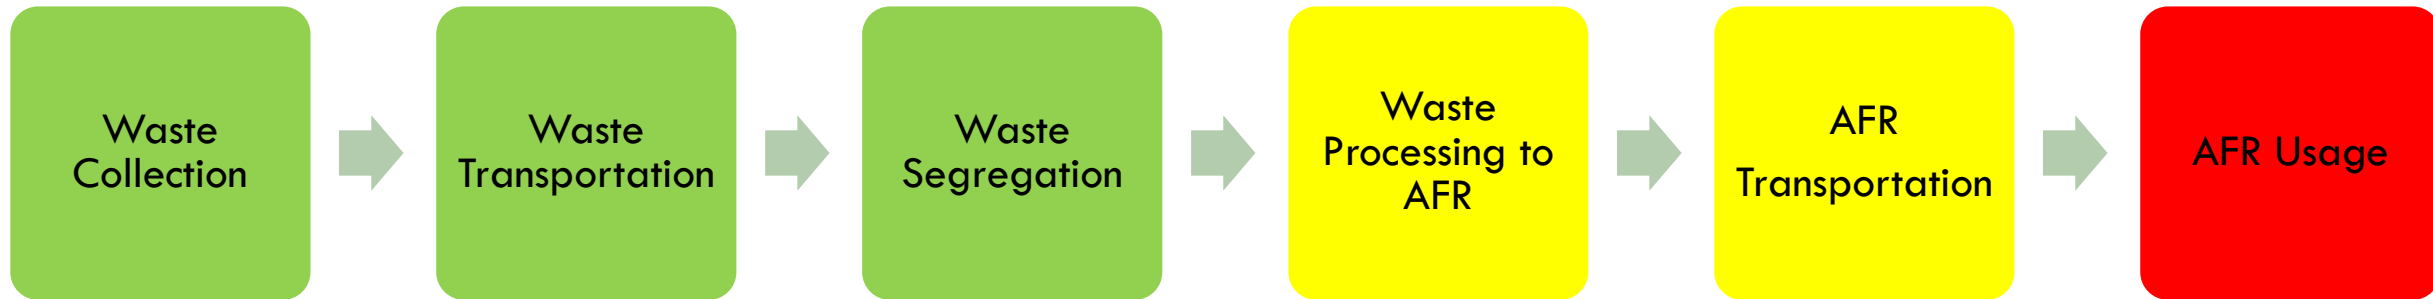 Waste
Collection
Waste
Transportation
Waste
Segregation
Waste
Processing to
AFR
AFR
Transportation
AFR Usage